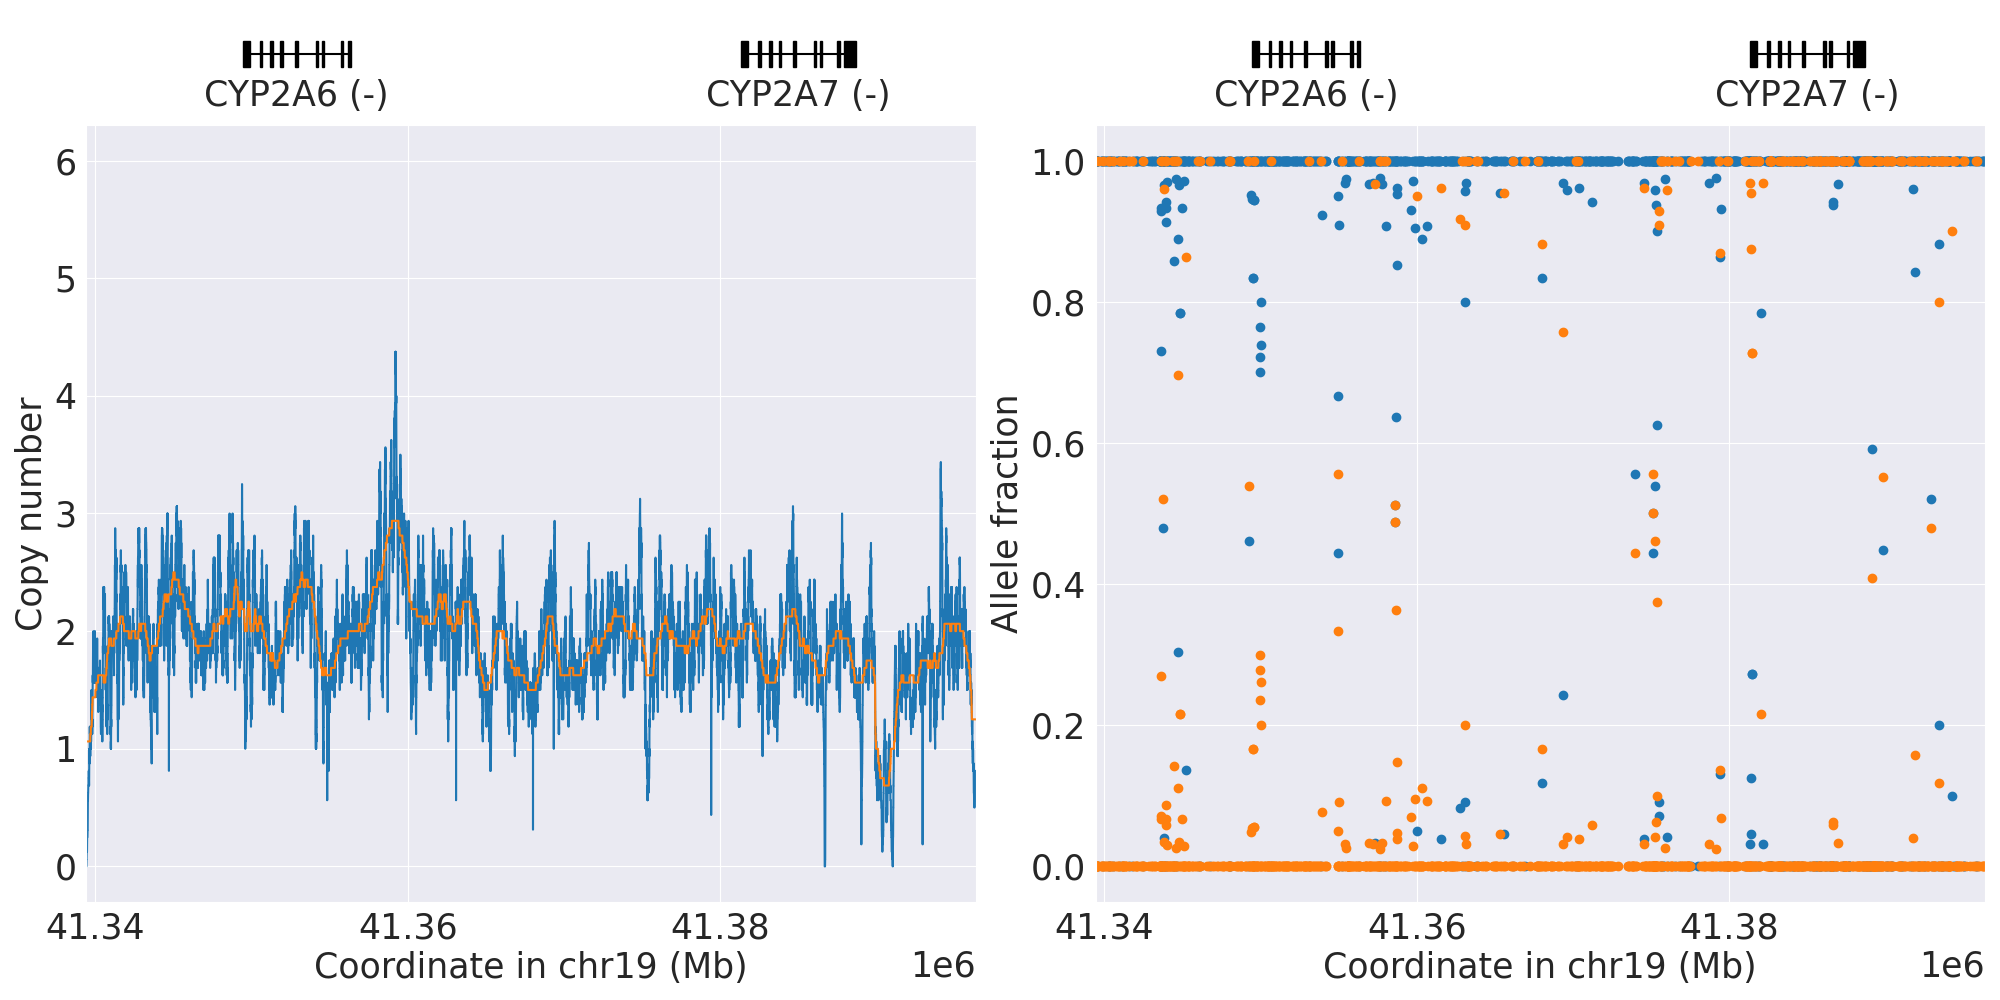 CYP2A6 (-) CYP2A7 (-)
Copy number
6
5
4
3
2
1
0
41.34 41.36 41.38
Coordinate in chr19 (Mb) 1e6
CYP2A6 (-) CYP2A7 (-)
Allele fraction
1.0
0.8
0.6
0.4
0.2
0.0
41.34 41.36 41.38
Coordinate in chr19 (Mb) 1e6